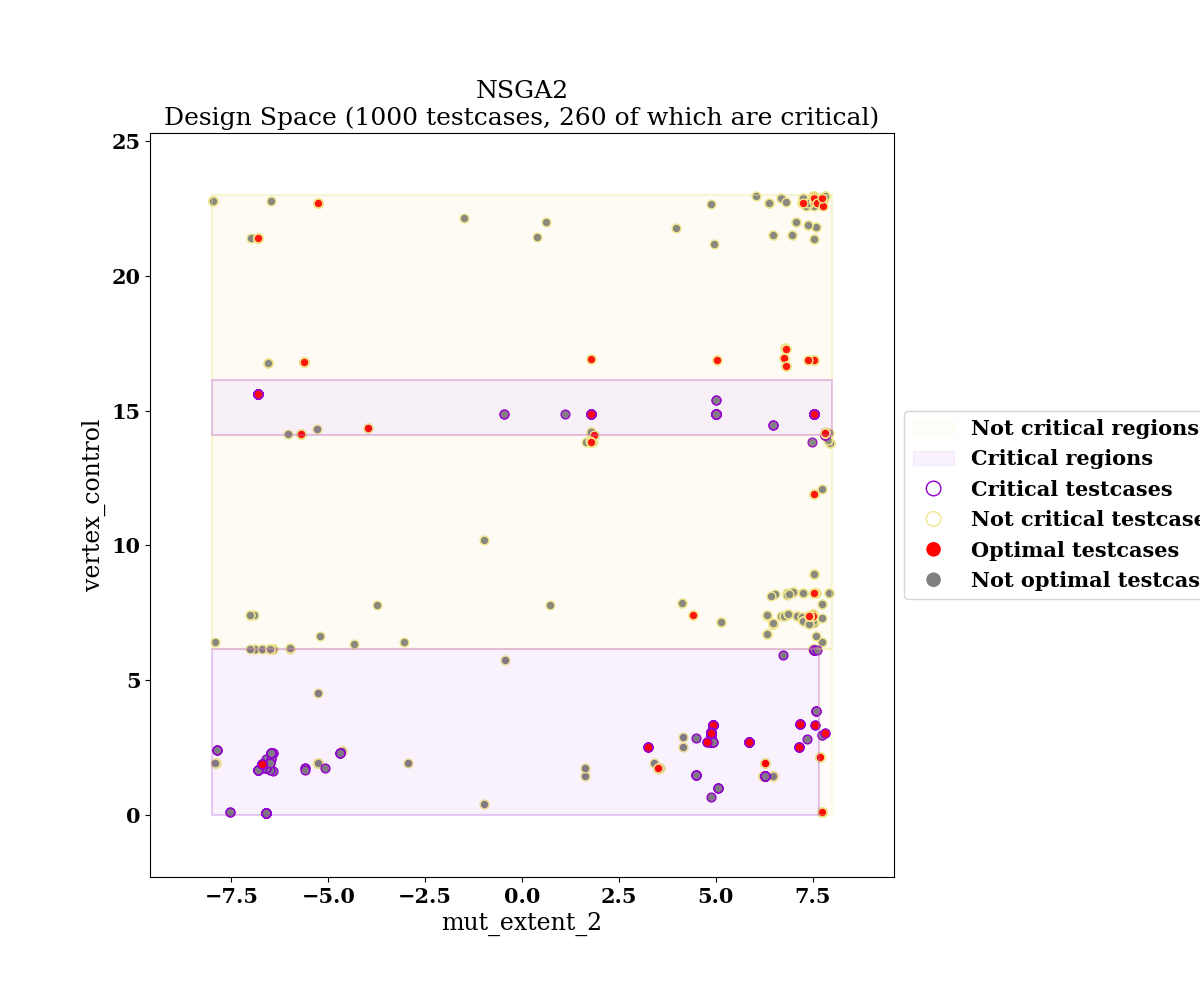 NSGA2
Design Space (1000 testcases, 260 of which are critical)
25
20
15
10
5
0
vertex_control
−7.5 −5.0 −2.5 0.0 2.5 5.0 7.5
mut_extent_2
Not critical regions
Critical regions
Critical testcases
Not critical testcase
Optimal testcases
Not optimal testcas